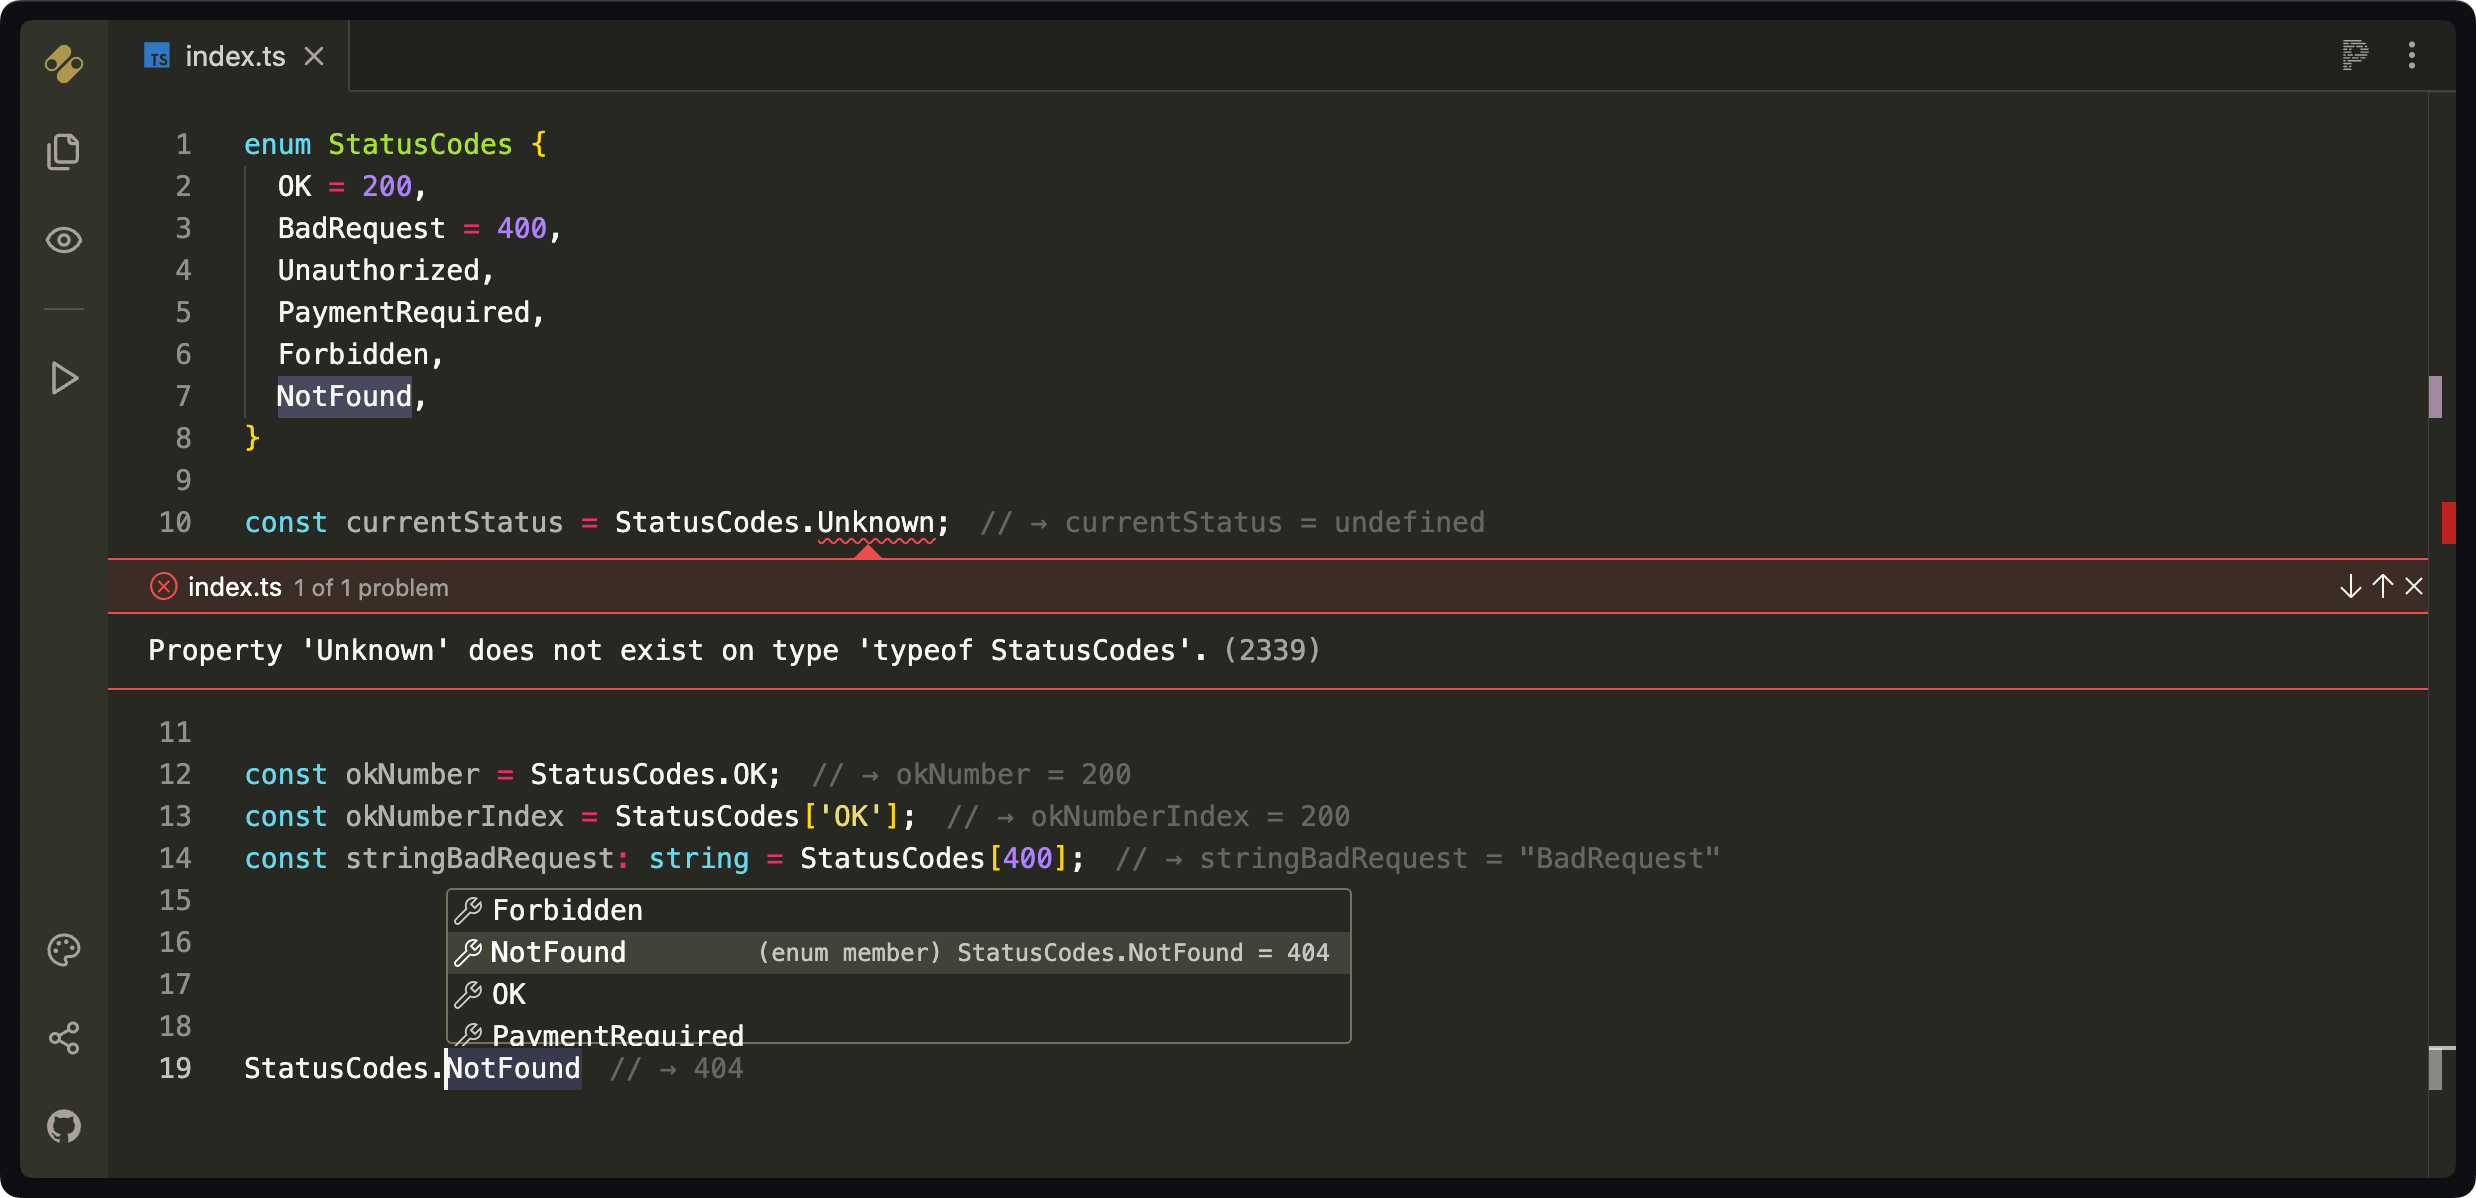 TS index.ts
1 enum StatusCodes {
2 OK = 200,
3 BadRequest = 400,
4 Unauthorized,
5 PaymentRequired,
6 Forbidden,
7 NotFound,
8 }
9
10 const currentStatus = StatusCodes.Unknown; // → currentStatus = undefined
index.ts 1 of 1 problem
Property 'Unknown' does not exist on type 'typeof StatusCodes'. (2339)
11
12 const okNumber = StatusCodes.OK; // → okNumber = 200
13 const okNumberIndex = StatusCodes['OK']; // → okNumberIndex = 200
14 const stringBadRequest: string = StatusCodes[400]; // → stringBadRequest = "BadRequest"
15
Forbidden
16
NotFound (enum member) StatusCodes.NotFound = 404
17
OK
18
PaymentRequired
19 StatusCodes.NotFound // → 404